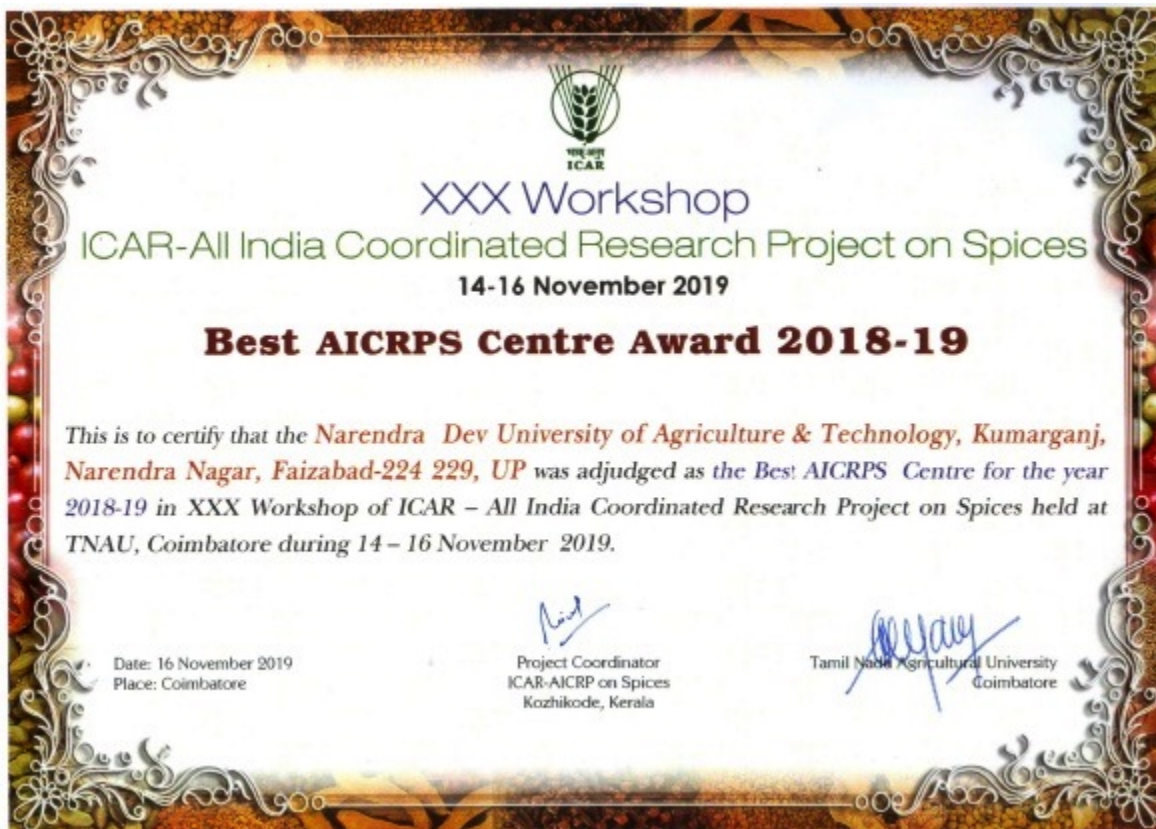 भाकृअनुप
ICAR
XXX Workshop
ICAR-All India Coordinated Research Project on Spices
14-16 November 2019
Best AICRPS Centre Award 2018-19
This is to certify that the Narendra Dev University of Agriculture & Technology, Kumarganj,
Narendra Nagar, Faizabad-224 229, UP was adjudged as the Best AICRPS Centre for the year
2018-19 in XXX Workshop of ICAR – All India Coordinated Research Project on Spices held at
TNAU, Coimbatore during 14 – 16 November 2019.
Date: 16 November 2019
Place: Coimbatore
Project Coordinator
ICAR-AICRP on Spices
Kozhikode, Kerala
Tamil Nadu Agricultural University
Coimbatore